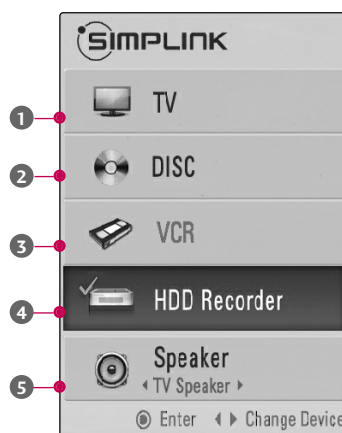 SIMPLINK
1 TV
2 DISC
3 VCR
4 HDD Recorder
5 Speaker
◀ TV Speaker ▶
◉ Enter ◀ ▶ Change Device